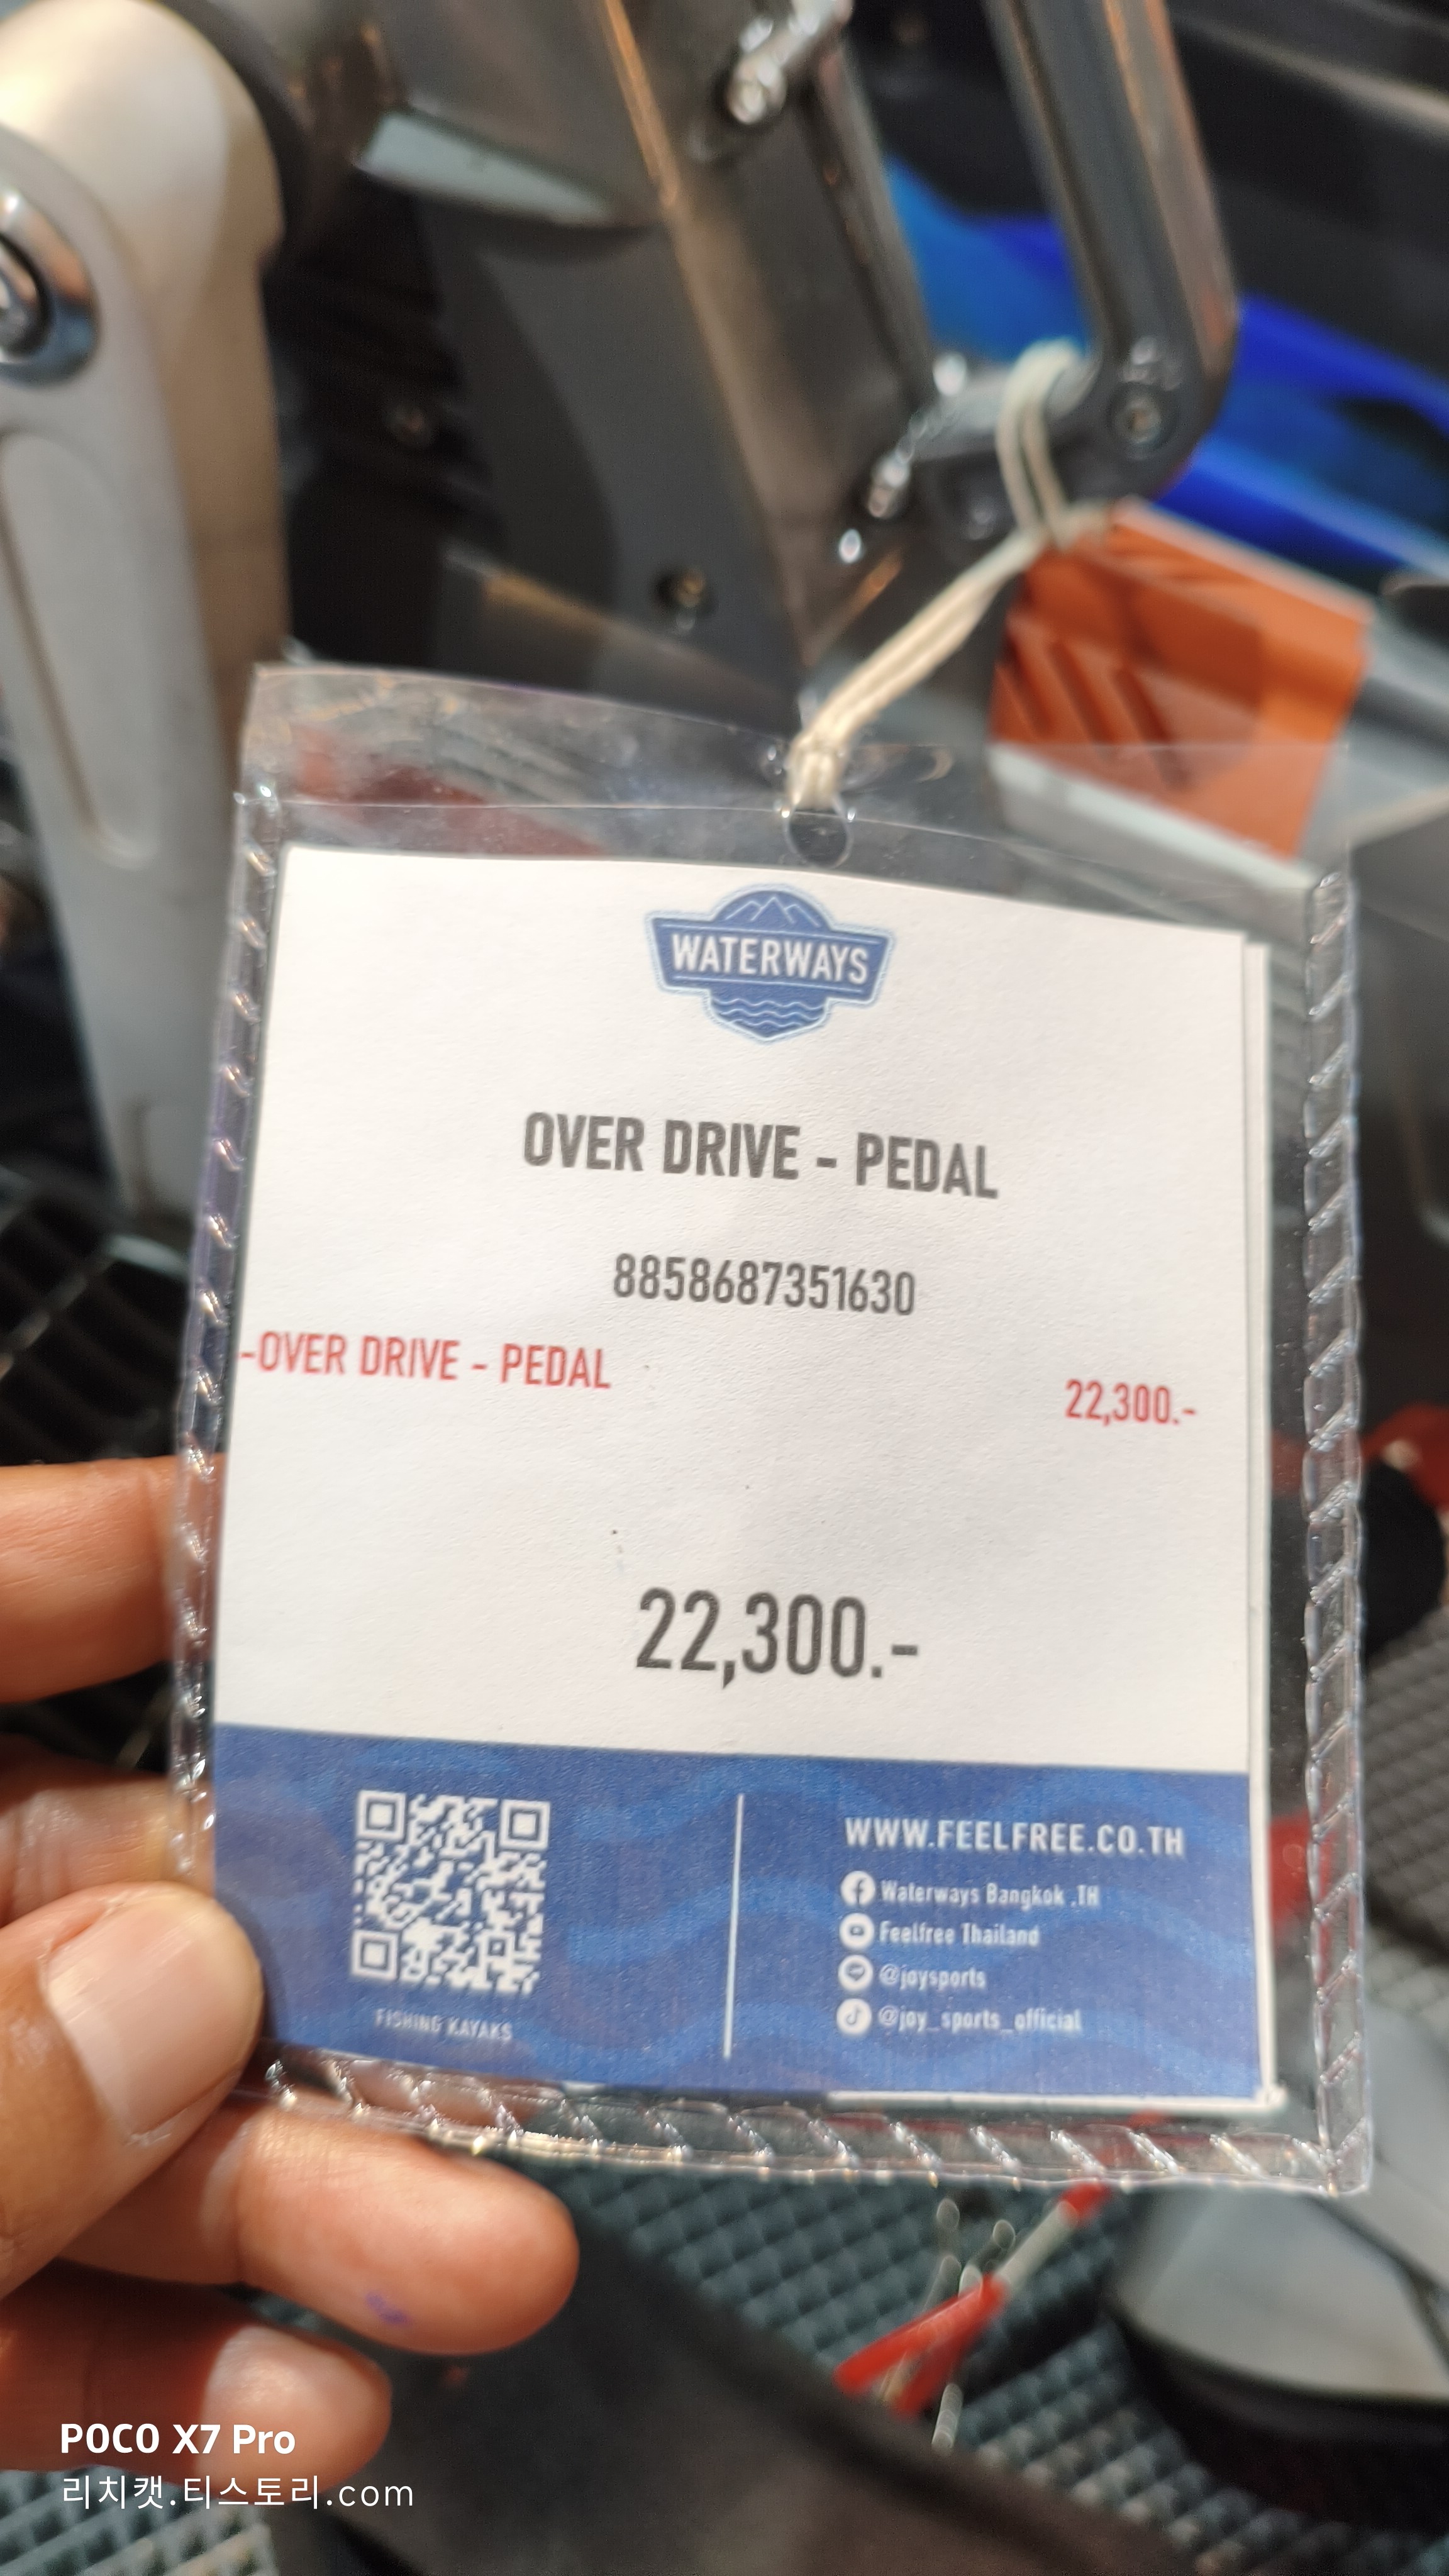 WATERWAYS
OVER DRIVE - PEDAL
8858687351630
-OVER DRIVE - PEDAL 22,300.-
22,300.-
WWW.FEELFREE.CO.TH
Waterways Bangkok .TH
Feelfree Thailand
@joysports
@joy_sports_official
FISHING KAYAKS
POCO X7 Pro
리치캣.티스토리.com